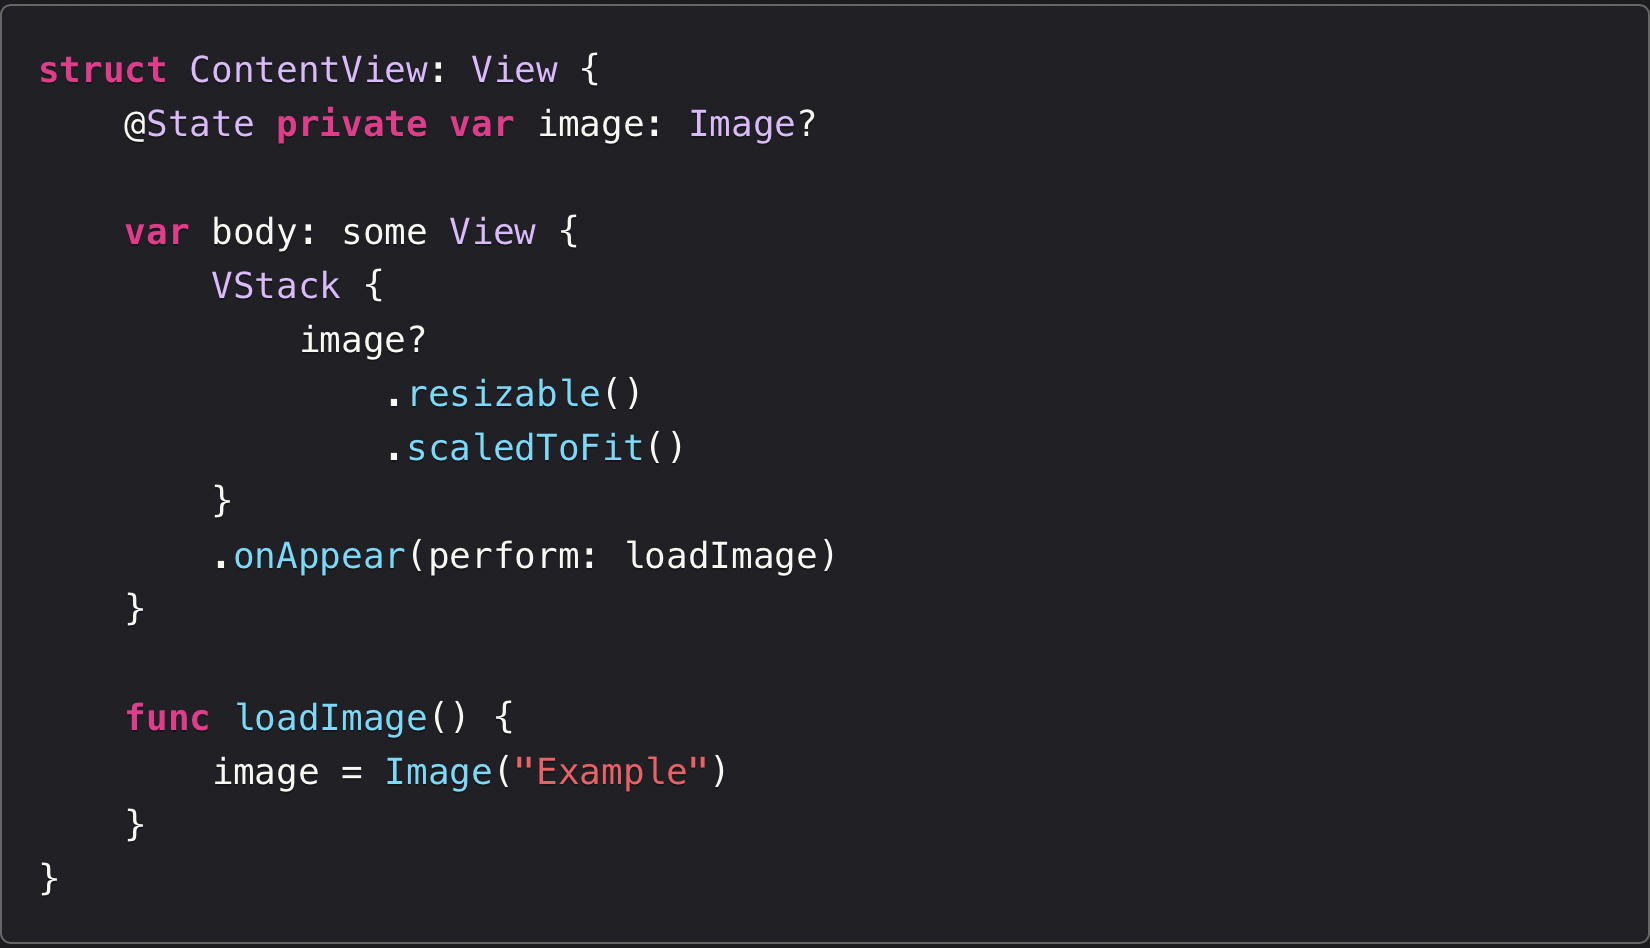 struct ContentView: View {
    @State private var image: Image?

    var body: some View {
        VStack {
            image?
                .resizable()
                .scaledToFit()
        }
        .onAppear(perform: loadImage)
    }

    func loadImage() {
        image = Image("Example")
    }
}